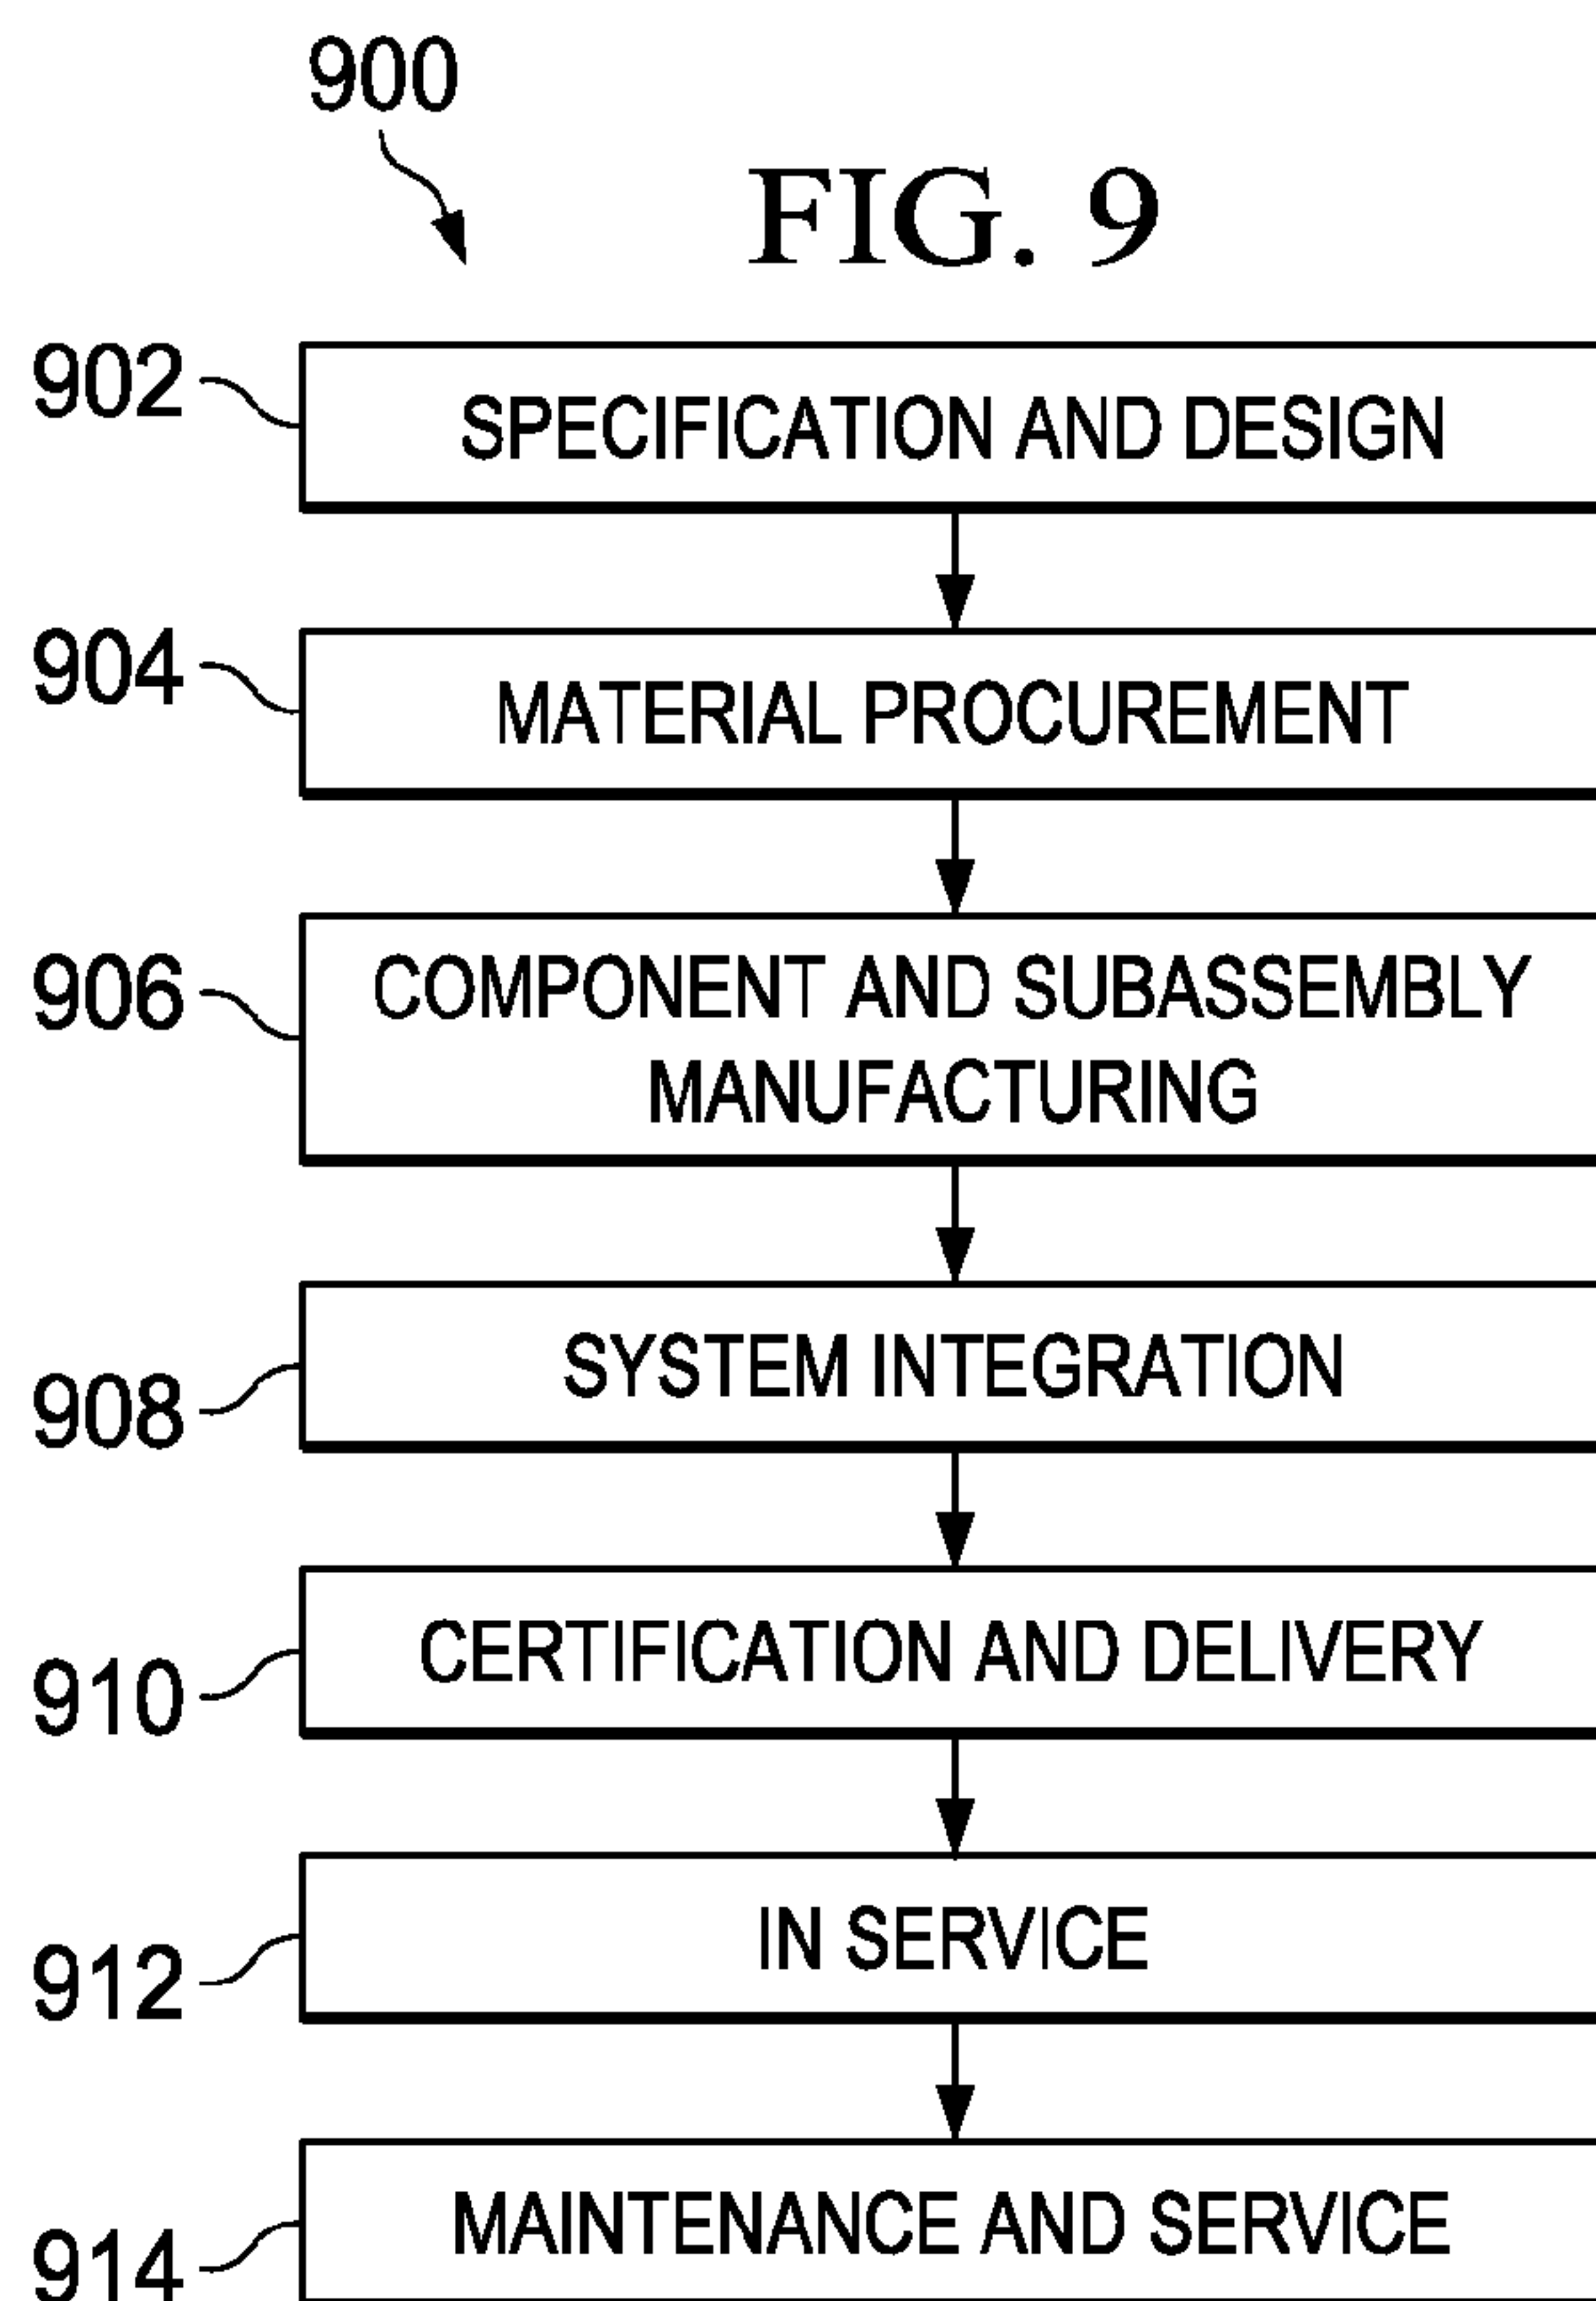 900
FIG. 9
902
SPECIFICATION AND DESIGN
904
MATERIAL PROCUREMENT
906
COMPONENT AND SUBASSEMBLY
MANUFACTURING
908
SYSTEM INTEGRATION
910
CERTIFICATION AND DELIVERY
912
IN SERVICE
914
MAINTENANCE AND SERVICE